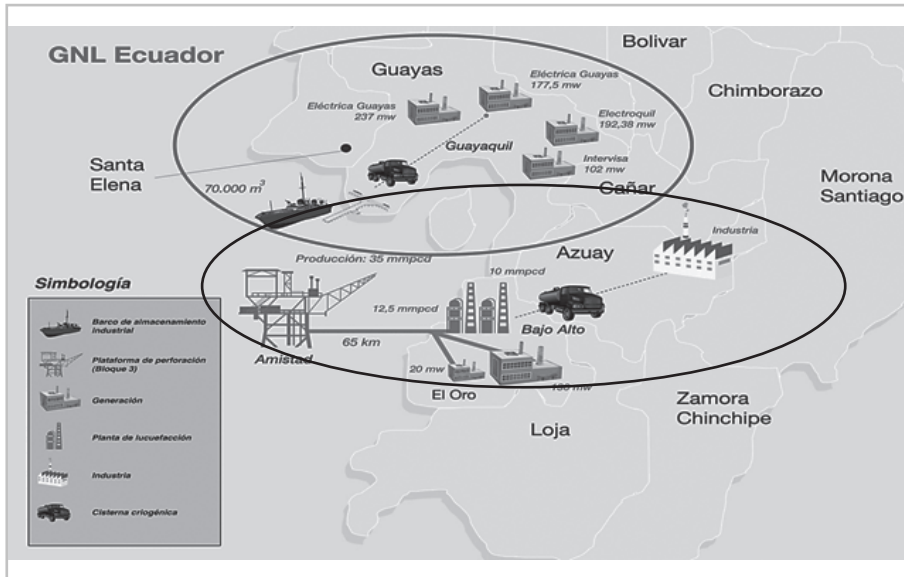 GNL Ecuador
Bolivar
Guayas
Eléctrica Guayas
177,5 mw
Chimborazo
Eléctrica Guayas
237 mw
Electroquil
192,38 mw
Guayaquil
Intervisa
102 mw
Santa
Elena
70.000 m³
Cañar
Morona
Santiago
Industria
Azuay
Producción: 35 mmpcd
10 mmpcd
12,5 mmpcd
Bajo Alto
65 km
Amistad
20 mw
El Oro
Zamora
Chinchipe
Loja
Simbología
Barco de almacenamiento
Industrial
Plataforma de perforación
(Bloque 3)
Generación
Planta de lucuefacción
Industria
Cisterna criogénica